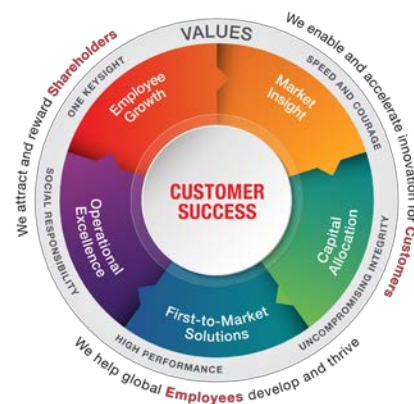 VALUES
We attract and reward Shareholders
We enable and accelerate innovation for Customers
We help global Employees develop and thrive
ONE KEYSIGHT
SPEED AND COURAGE
UNCOMPROMISING INTEGRITY
HIGH PERFORMANCE
SOCIAL RESPONSIBILITY
Employee
Growth
Market
Insight
Capital
Allocation
First-to-Market
Solutions
Operational
Excellence
CUSTOMER
SUCCESS